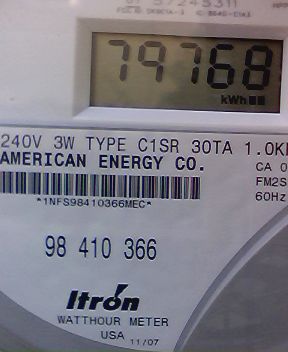 79768
kWh
240V 3W TYPE C1SR 30TA 1.0K
AMERICAN ENERGY CO.
CA 0
FM2S
60Hz
*1NFS98410366MEC*
98 410 366
Itrón
WATTHOUR METER
USA 11/07